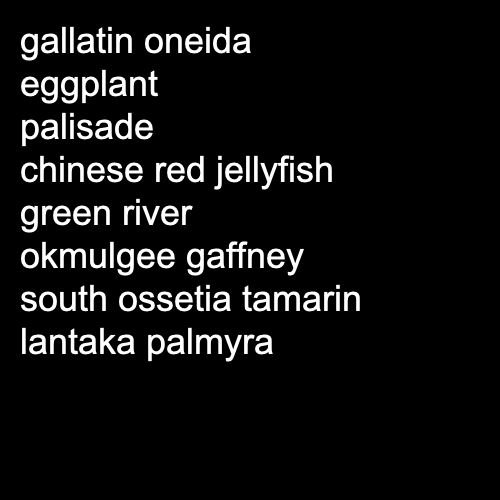 gallatin oneida
eggplant
palisade
chinese red jellyfish
green river
okmulgee gaffney
south ossetia tamarin
lantaka palmyra